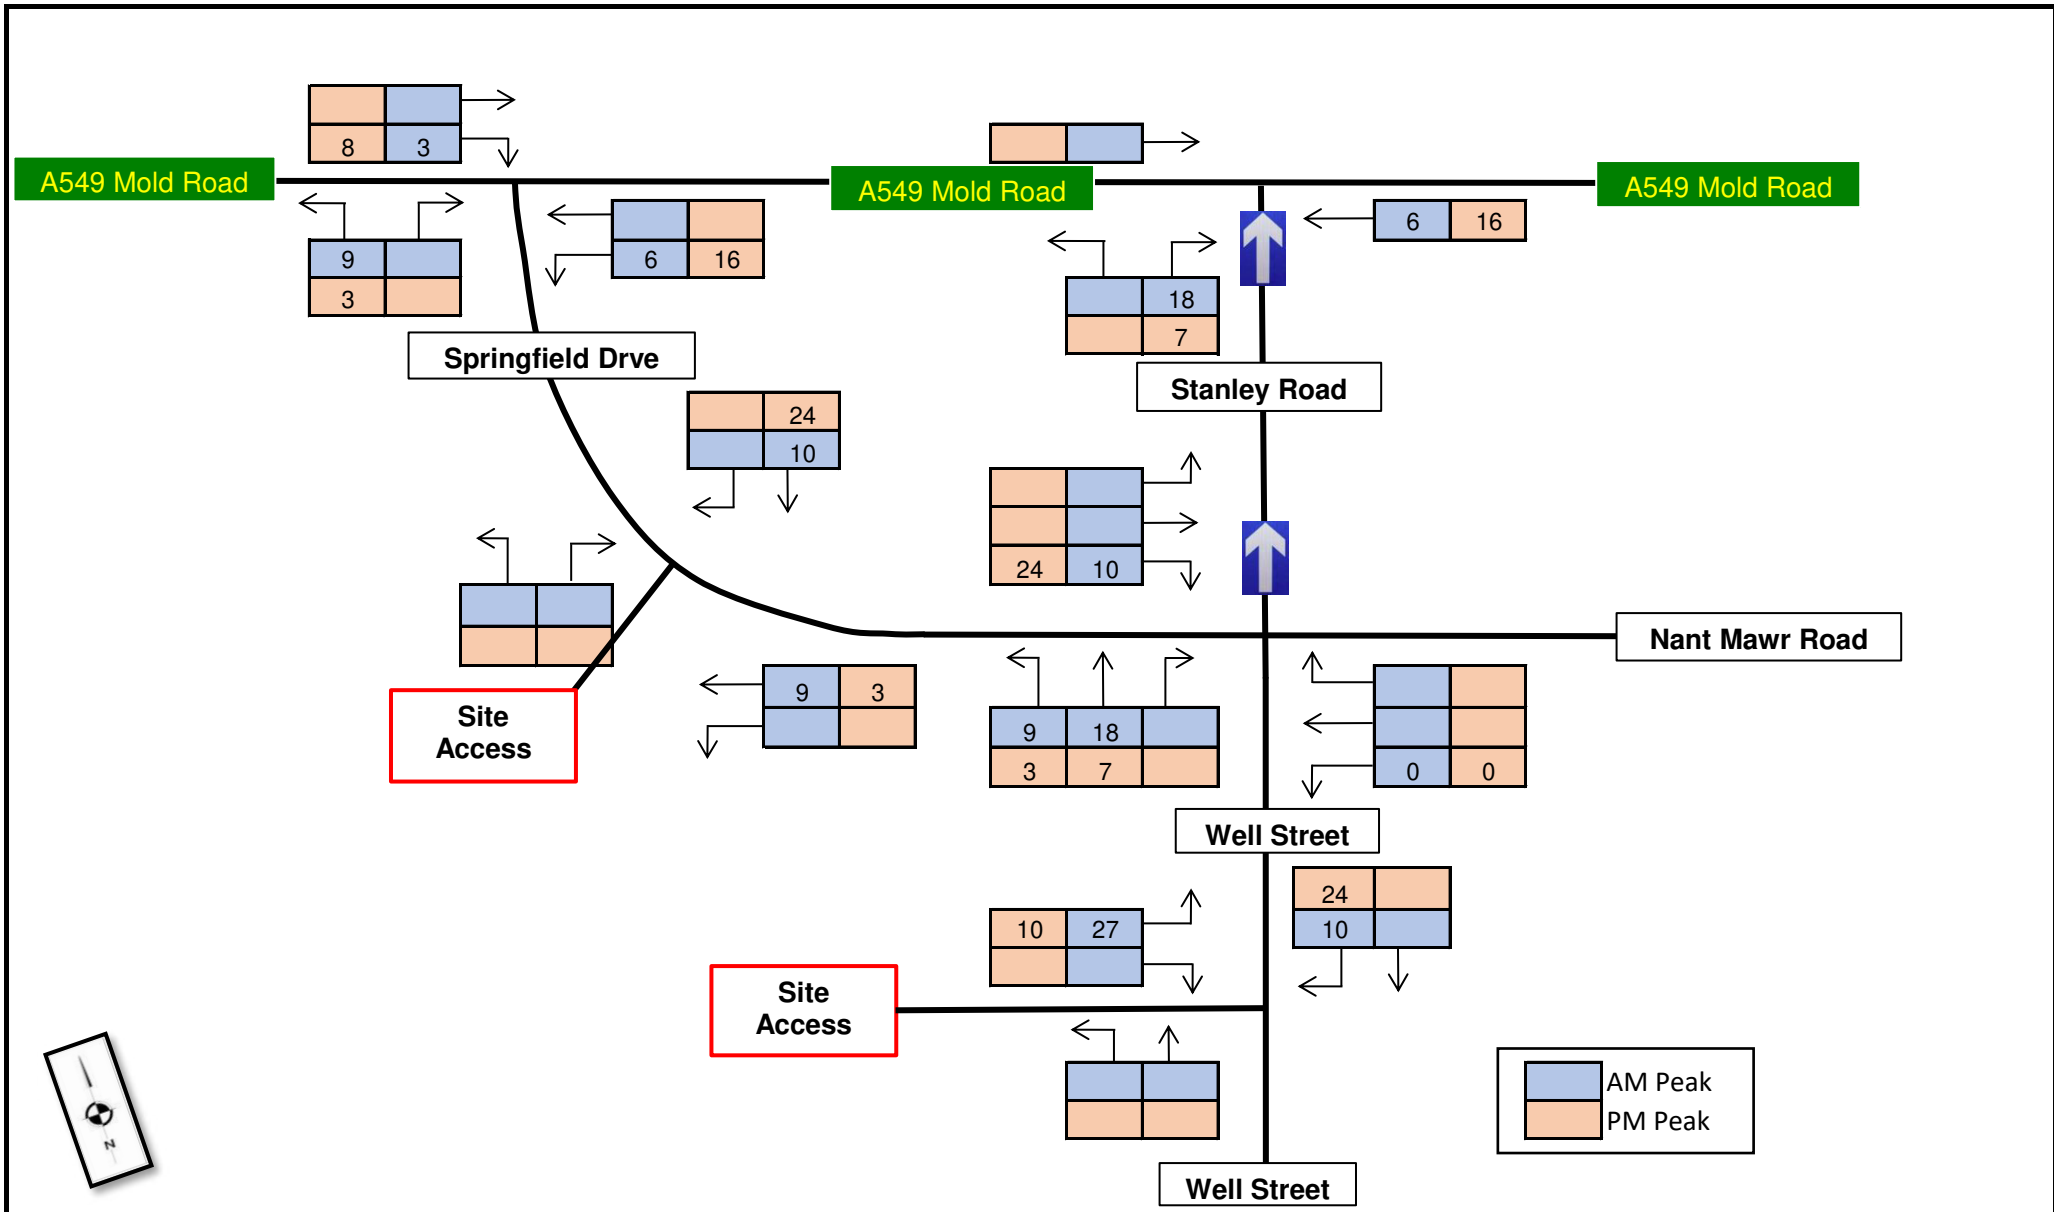 8 3
A549 Mold Road
A549 Mold Road
A549 Mold Road
6 16
9
3
6 16
18
7
Springfield Drve
Stanley Road
24
10
24 10
Nant Mawr Road
9 3
9 18
3 7
0 0
Site
Access
Well Street
24
10
10 27
Site
Access
AM Peak
PM Peak
N
Well Street